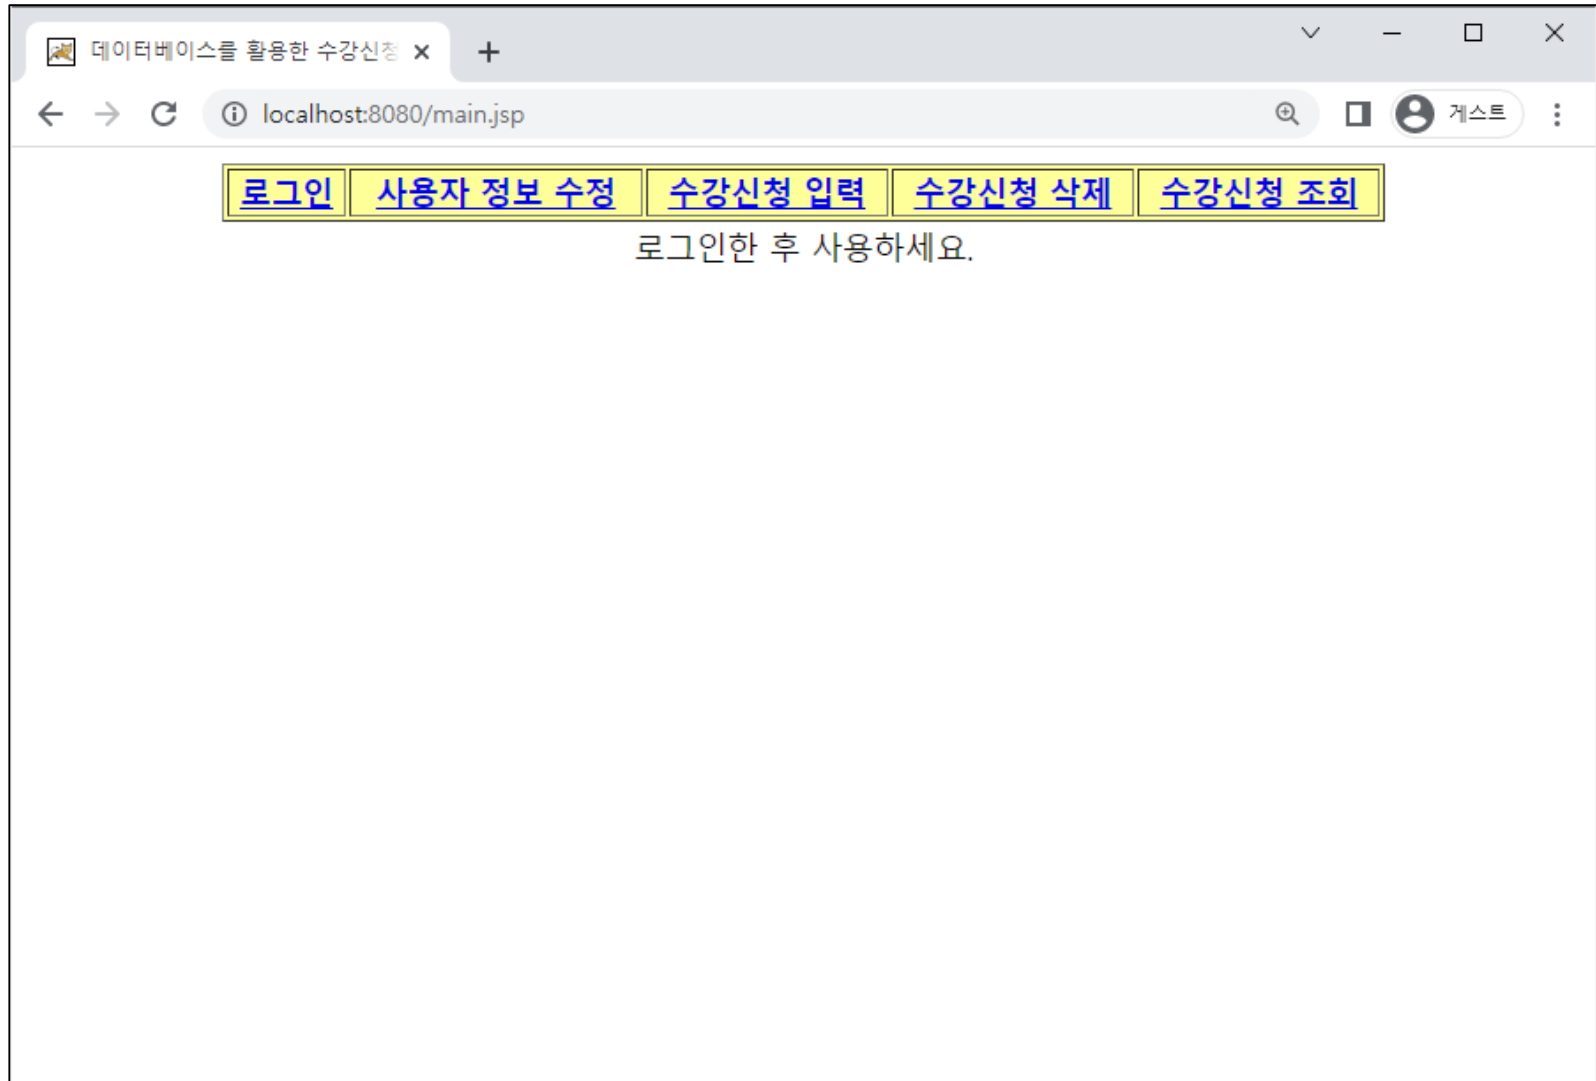 데이터베이스를 활용한 수강신청
localhost:8080/main.jsp
게스트
로그인 사용자 정보 수정 수강신청 입력 수강신청 삭제 수강신청 조회
로그인한 후 사용하세요.